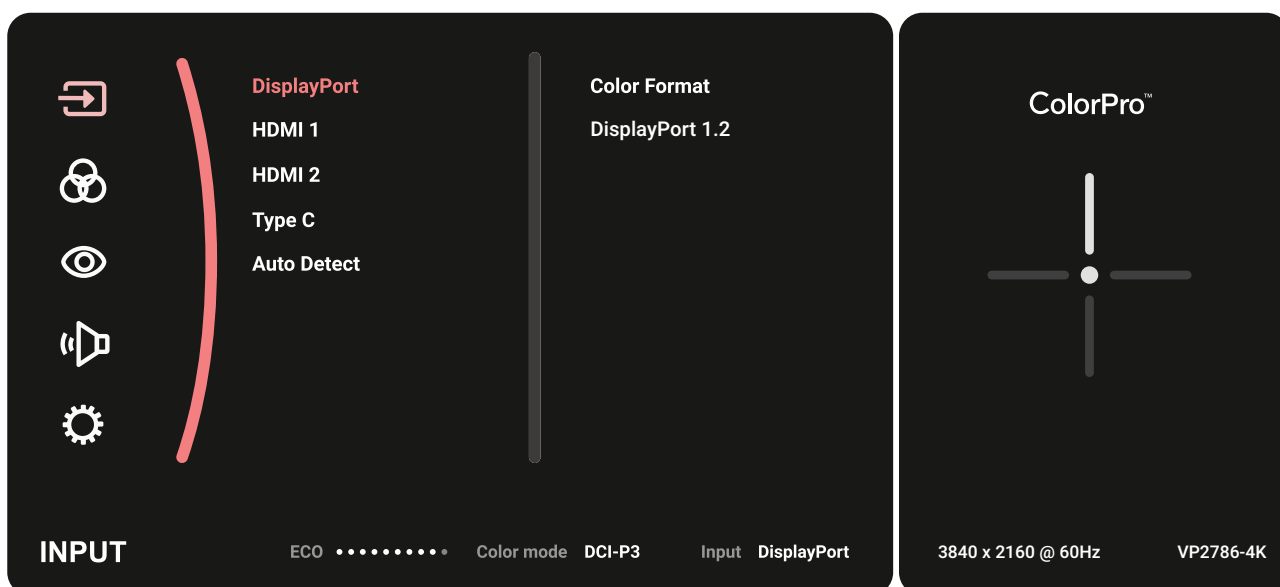 DisplayPort
HDMI 1
HDMI 2
Type C
Auto Detect
Color Format
DisplayPort 1.2
INPUT
ECO
Color mode DCI-P3
Input DisplayPort
ColorPro™
3840 x 2160 @ 60Hz
VP2786-4K